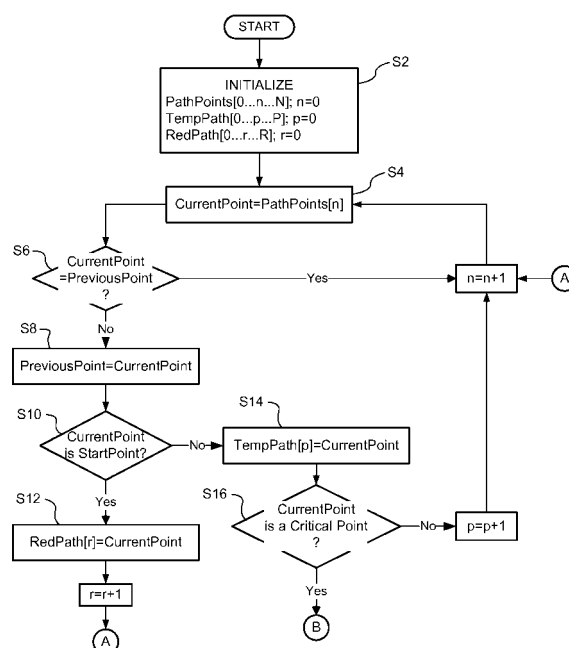 START
S2
INITIALIZE
PathPoints[0...n...N]; n=0
TempPath[0...p...P]; p=0
RedPath[0...r...R]; r=0
S4
CurrentPoint=PathPoints[n]
S6
CurrentPoint
=PreviousPoint
?
Yes
n=n+1
A
No
S8
PreviousPoint=CurrentPoint
S10
CurrentPoint
is StartPoint?
No
S14
TempPath[p]=CurrentPoint
Yes
S12
RedPath[r]=CurrentPoint
S16
CurrentPoint
is a Critical Point
?
No
p=p+1
r=r+1
Yes
A
B